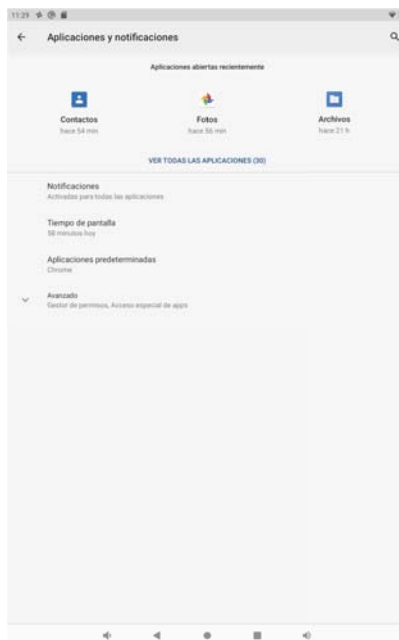 11:29
Aplicaciones y notificaciones
Aplicaciones abiertas recientemente
Contactos
hace 54 min
Fotos
hace 56 min
Archivos
hace 21 h
VER TODAS LAS APLICACIONES (30)
Notificaciones
Activadas para todas las aplicaciones
Tiempo de pantalla
58 minutos hoy
Aplicaciones predeterminadas
Chrome
Avanzado
Gestor de permisos, Acceso especial de apps